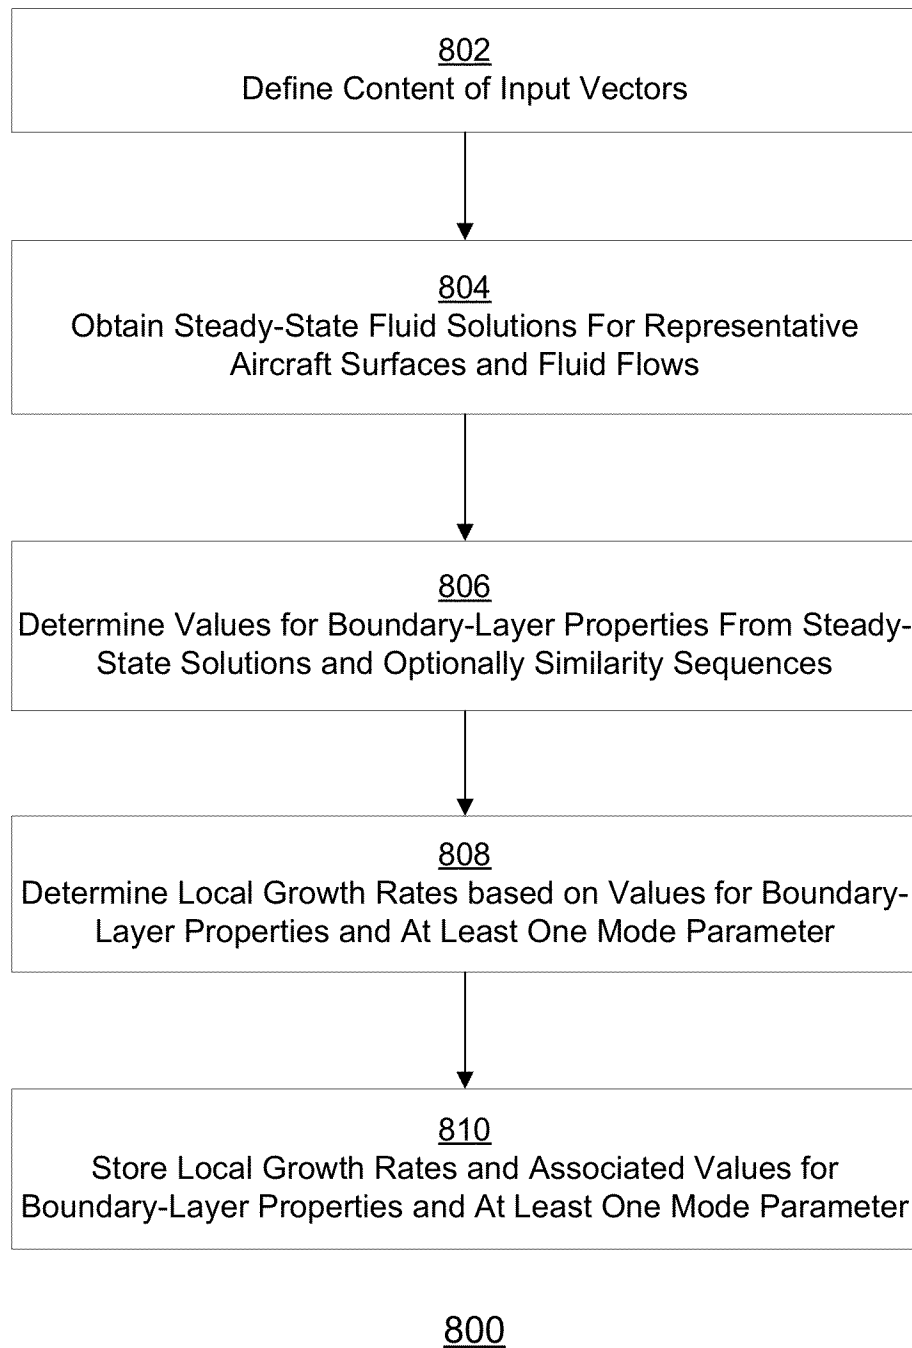 802
Define Content of Input Vectors
804
Obtain Steady-State Fluid Solutions For Representative
Aircraft Surfaces and Fluid Flows
806
Determine Values for Boundary-Layer Properties From Steady-
State Solutions and Optionally Similarity Sequences
808
Determine Local Growth Rates based on Values for Boundary-
Layer Properties and At Least One Mode Parameter
810
Store Local Growth Rates and Associated Values for
Boundary-Layer Properties and At Least One Mode Parameter
800